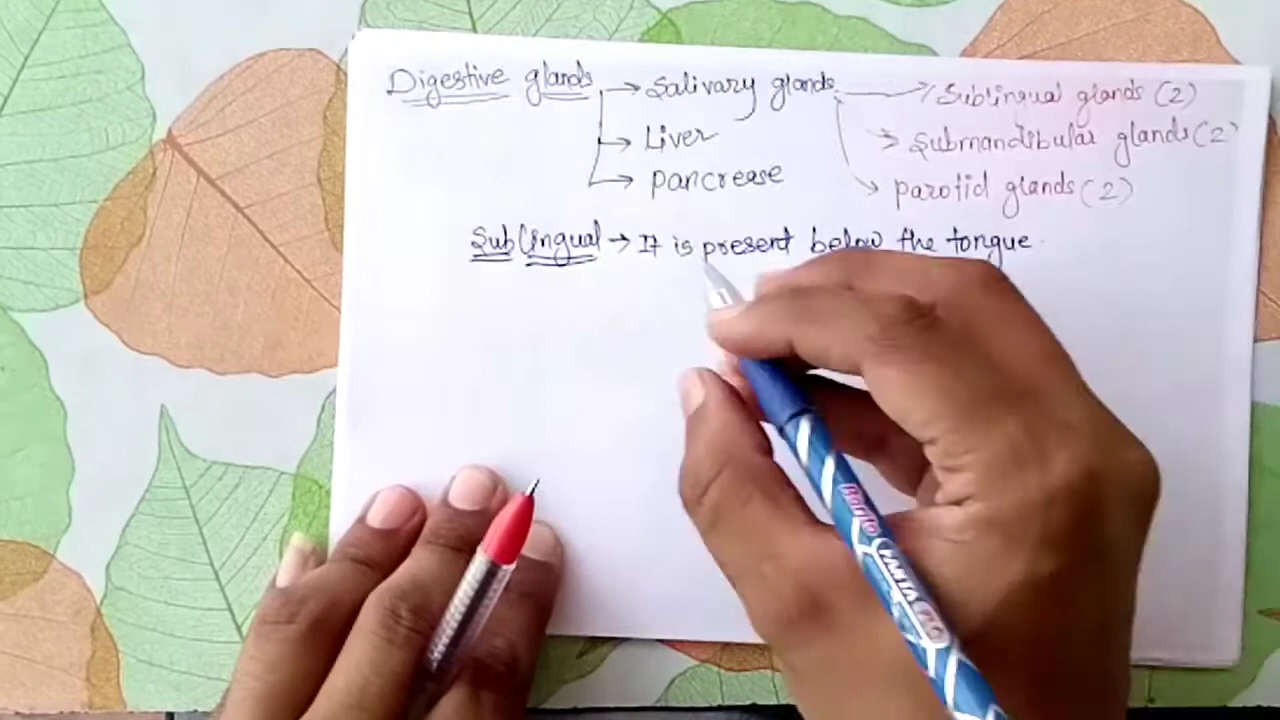 Digestive glands → Salivary glands → Sublingual glands (2)
→ Liver → Submandibular glands (2)
→ pancrease → parotid glands (2)
Sublingual → It is present below the tongue